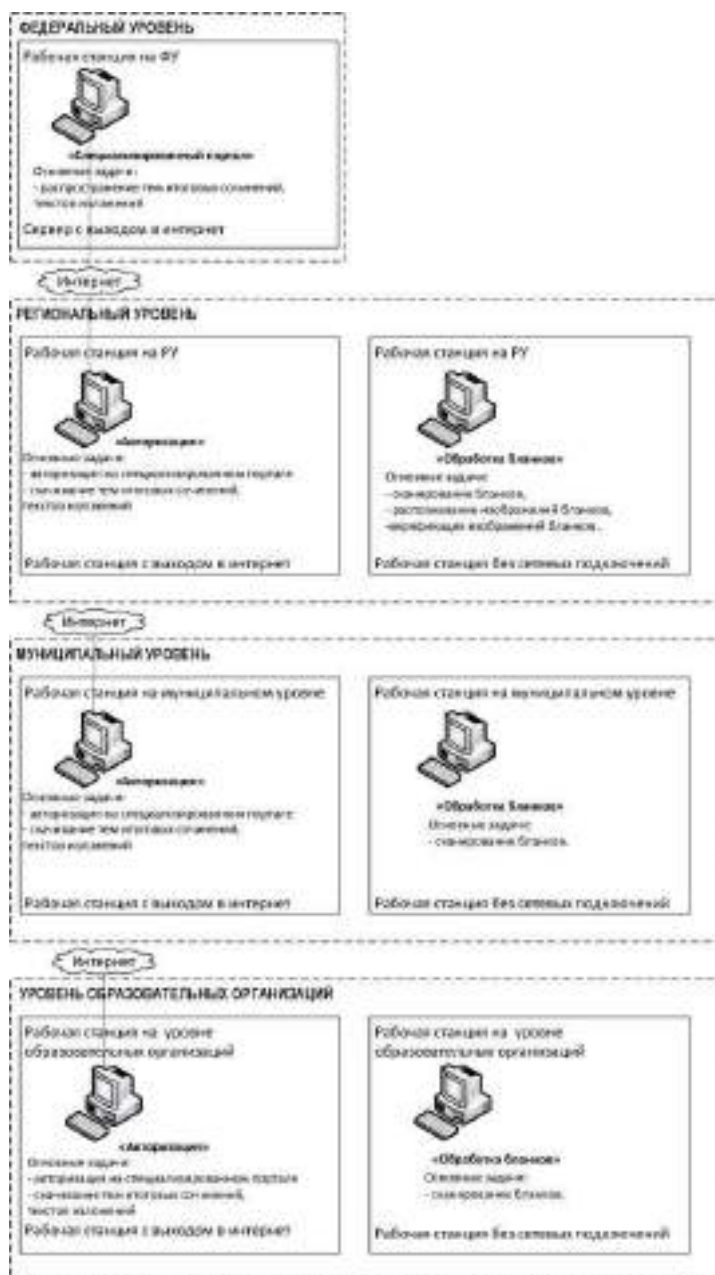 ФЕДЕРАЛЬНЫЙ УРОВЕНЬ
Рабочая станция на ФУ
«Специализированный портал»
Основные задачи:
- распространение тем итоговых сочинений,
текстов изложений
Сервер с выходом в интернет
Интернет
РЕГИОНАЛЬНЫЙ УРОВЕНЬ
Рабочая станция на РУ
«Авторизация»
Основные задачи:
- авторизация на специализированном портале
- скачивание тем итоговых сочинений,
текстов изложений
Рабочая станция с выходом в интернет
Рабочая станция на РУ
«Обработка бланков»
Основные задачи:
- сканирование бланков,
- распознавание изображений бланков,
-верификация изображений бланков.
Рабочая станция без сетевых подключений
Интернет
МУНИЦИПАЛЬНЫЙ УРОВЕНЬ
Рабочая станция на муниципальном уровне
«Авторизация»
Основные задачи:
- авторизация на специализированном портале
- скачивание тем итоговых сочинений,
текстов изложений
Рабочая станция с выходом в интернет
Рабочая станция на муниципальном уровне
«Обработка бланков»
Основные задачи:
- сканирование бланков.
Рабочая станция без сетевых подключений
Интернет
УРОВЕНЬ ОБРАЗОВАТЕЛЬНЫХ ОРГАНИЗАЦИЙ
Рабочая станция на уровне
образовательных организаций
«Авторизация»
Основные задачи:
- авторизация на специализированном портале
- скачивание тем итоговых сочинений,
текстов изложений
Рабочая станция с выходом в интернет
Рабочая станция на уровне
образовательных организаций
«Обработка бланков»
Основные задачи:
- сканирование бланков.
Рабочая станция без сетевых подключений